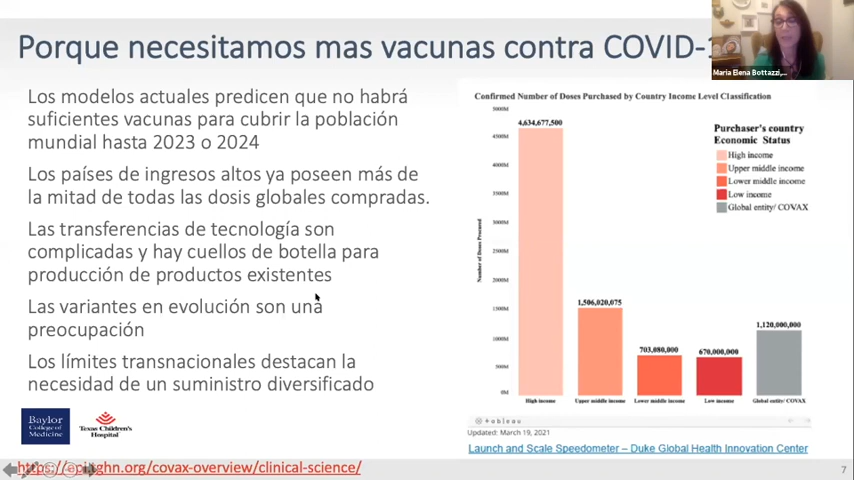 Porque necesitamos mas vacunas contra COVID-1
Maria Elena Bottazzi,...
Los modelos actuales predicen que no habrá
suficientes vacunas para cubrir la población
mundial hasta 2023 o 2024
Los países de ingresos altos ya poseen más de
la mitad de todas las dosis globales compradas.
Las transferencias de tecnología son
complicadas y hay cuellos de botella para
producción de productos existentes
Las variantes en evolución son una
preocupación
Los límites transnacionales destacan la
necesidad de un suministro diversificado
Baylor
College of
Medicine
Texas Children's
Hospital
Confirmed Number of Doses Purchased by Country Income Level Classification
Number of Doses Procured
5000M
4500M
4000M
3500M
3000M
2500M
2000M
1500M
1000M
500M
0M
4,634,677,500
1,506,020,075
703,080,000
670,000,000
1,120,000,000
High income
Upper middle income
Lower middle income
Low income
Global entity/ COVAX
Purchaser's country
Economic Status
High income
Upper middle income
Lower middle income
Low income
Global entity/ COVAX
+ableau
Updated: March 19, 2021
Launch and Scale Speedometer – Duke Global Health Innovation Center
ghn.org/covax-overview/clinical-science/
7